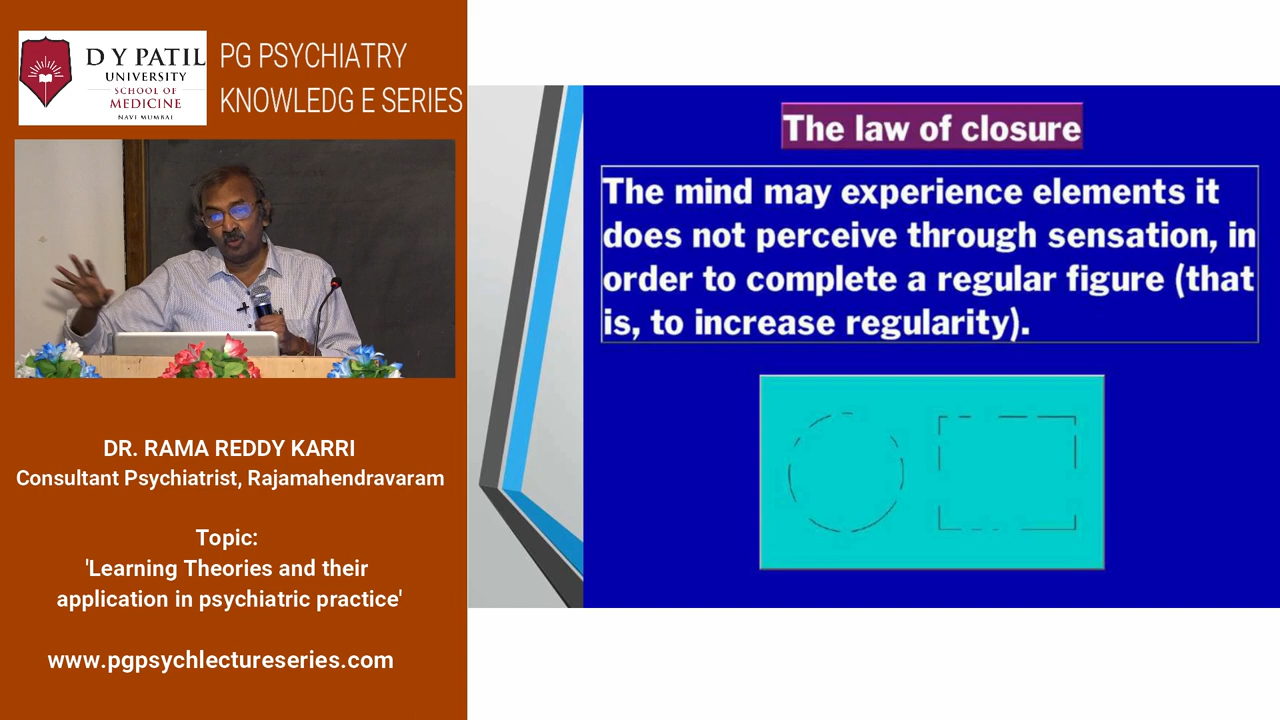 D Y PATIL
UNIVERSITY
SCHOOL OF
MEDICINE
NAVI MUMBAI
PG PSYCHIATRY
KNOWLEDG E SERIES
DR. RAMA REDDY KARRI
Consultant Psychiatrist, Rajamahendravaram
Topic:
'Learning Theories and their
application in psychiatric practice'
www.pgpsychlectureseries.com
The law of closure
The mind may experience elements it
does not perceive through sensation, in
order to complete a regular figure (that
is, to increase regularity).